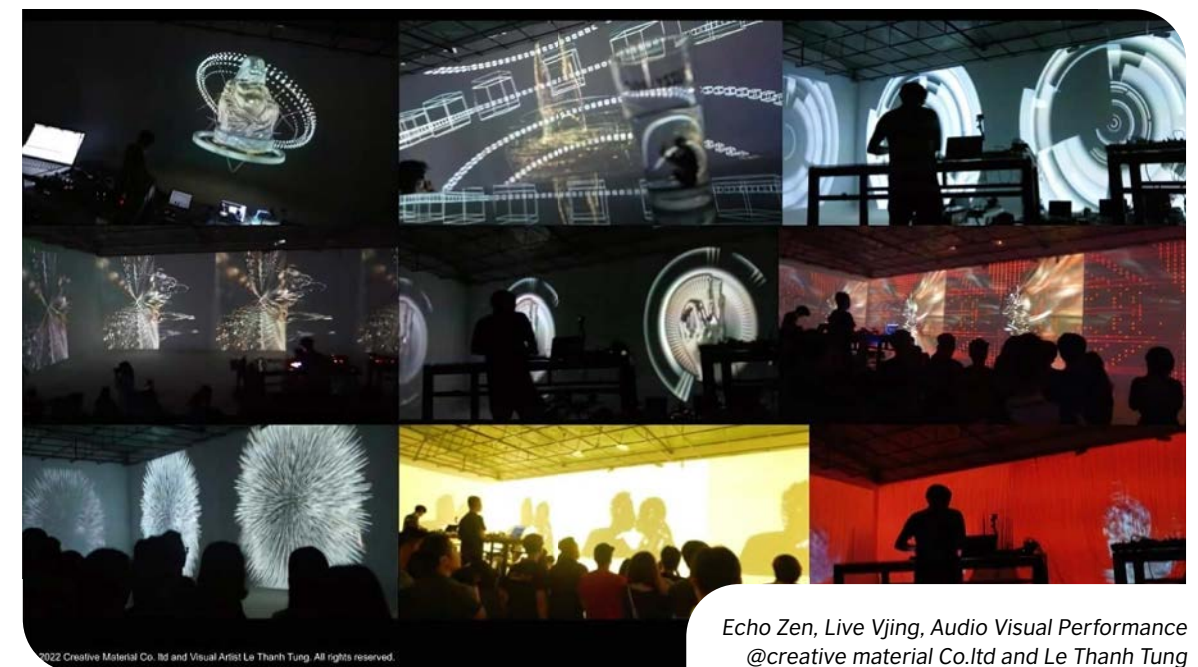 2022 Creative Material Co. ltd and Visual Artist Le Thanh Tung. All rights reserved.
Echo Zen, Live Vjing, Audio Visual Performance
@creative material Co.ltd and Le Thanh Tung